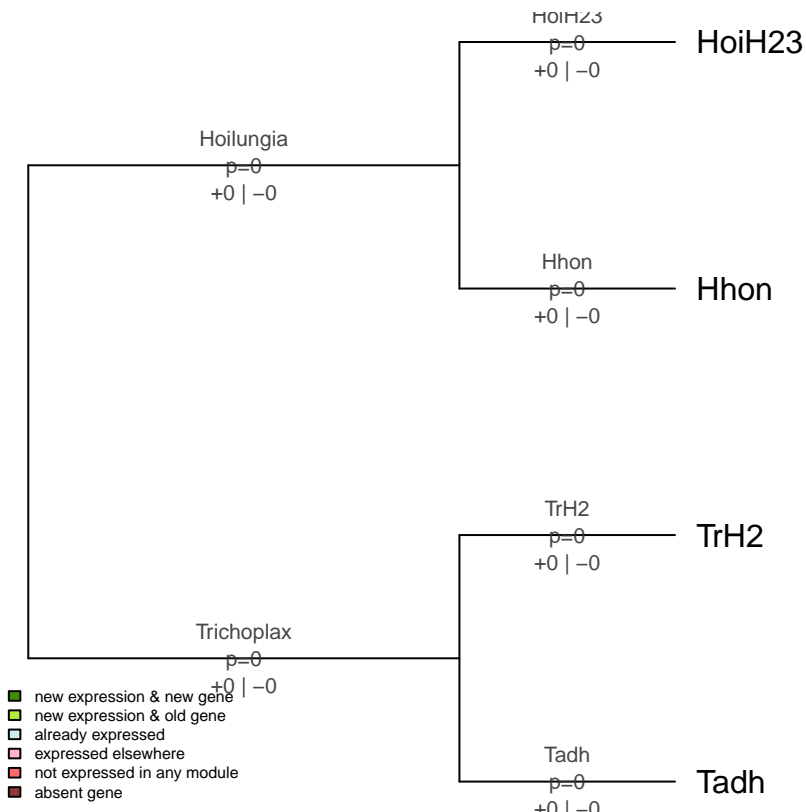 HoiH23
p=0
+0 | −0
HoiH23
Hoilungia
p=0
+0 | −0
Hhon
p=0
+0 | −0
Hhon
TrH2
p=0
+0 | −0
TrH2
Trichoplax
p=0
+0 | −0
new expression & new gene
new expression & old gene
already expressed
expressed elsewhere
not expressed in any module
absent gene
Tadh
p=0
+0 | −0
Tadh